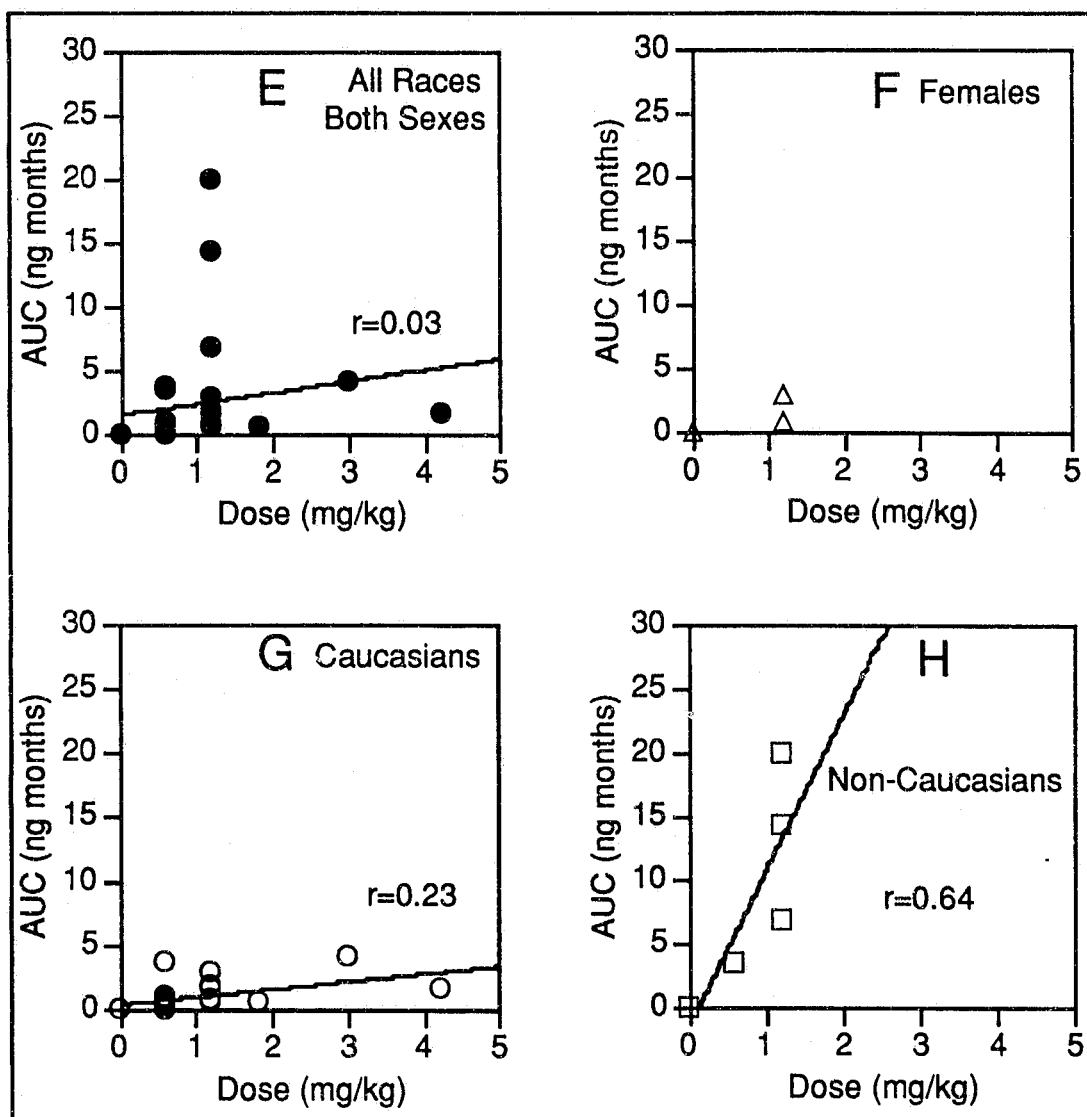 E All Races
Both Sexes
30
25
20
15
10
5
0
AUC (ng months)
r=0.03
0 1 2 3 4 5
Dose (mg/kg)
F Females
30
25
20
15
10
5
0
AUC (ng months)
0 1 2 3 4 5
Dose (mg/kg)
G Caucasians
30
25
20
15
10
5
0
AUC (ng months)
r=0.23
0 1 2 3 4 5
Dose (mg/kg)
H
30
25
20
15
10
5
0
AUC (ng months)
Non-Caucasians
r=0.64
0 1 2 3 4 5
Dose (mg/kg)